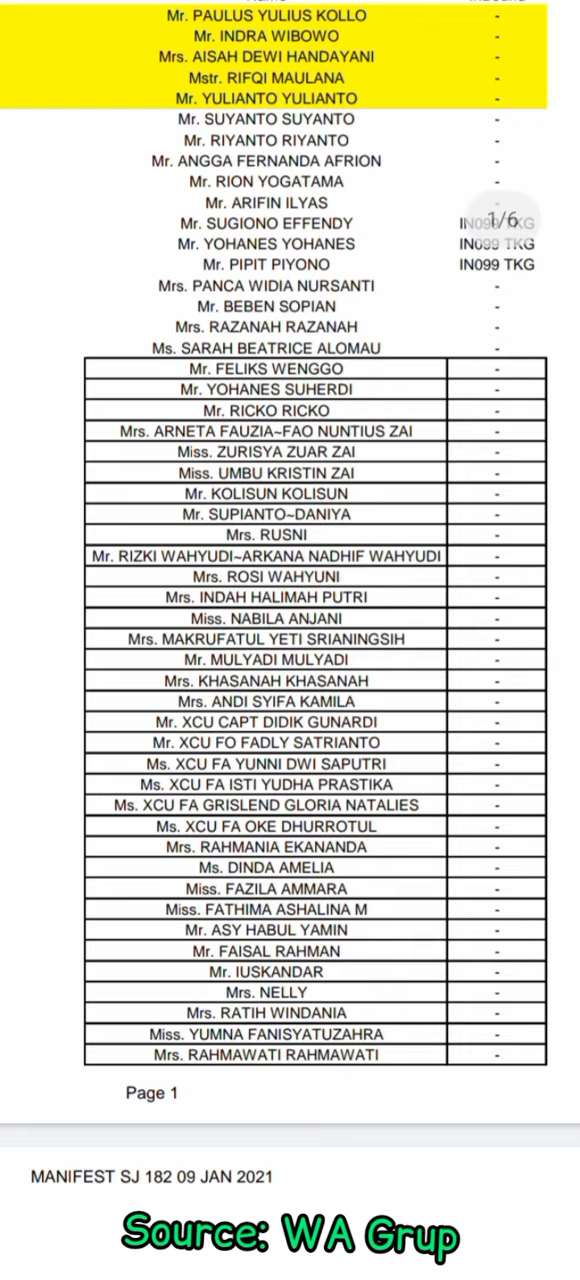 Mr. PAULUS YULIUS KOLLO -
Mr. INDRA WIBOWO -
Mrs. AISAH DEWI HANDAYANI -
Mstr. RIFQI MAULANA -
Mr. YULIANTO YULIANTO -
Mr. SUYANTO SUYANTO -
Mr. RIYANTO RIYANTO -
Mr. ANGGA FERNANDA AFRION -
Mr. RION YOGATAMA -
Mr. ARIFIN ILYAS -
1/6
Mr. SUGIONO EFFENDY IN099 TKG
Mr. YOHANES YOHANES IN099 TKG
Mr. PIPIT PIYONO IN099 TKG
Mrs. PANCA WIDIA NURSANTI -
Mr. BEBEN SOPIAN -
Mrs. RAZANAH RAZANAH -
Ms. SARAH BEATRICE ALOMAU -
Mr. FELIKS WENGGO -
Mr. YOHANES SUHERDI -
Mr. RICKO RICKO -
Mrs. ARNETA FAUZIA~FAO NUNTIUS ZAI -
Miss. ZURISYA ZUAR ZAI -
Miss. UMBU KRISTIN ZAI -
Mr. KOLISUN KOLISUN -
Mr. SUPIANTO~DANIYA -
Mrs. RUSNI -
Mr. RIZKI WAHYUDI~ARKANA NADHIF WAHYUDI -
Mrs. ROSI WAHYUNI -
Mrs. INDAH HALIMAH PUTRI -
Miss. NABILA ANJANI -
Mrs. MAKRUFATUL YETI SRIANINGSIH -
Mr. MULYADI MULYADI -
Mrs. KHASANAH KHASANAH -
Mrs. ANDI SYIFA KAMILA -
Mr. XCU CAPT DIDIK GUNARDI -
Mr. XCU FO FADLY SATRIANTO -
Ms. XCU FA YUNNI DWI SAPUTRI -
Ms. XCU FA ISTI YUDHA PRASTIKA -
Ms. XCU FA GRISLEND GLORIA NATALIES -
Ms. XCU FA OKE DHURROTUL -
Mrs. RAHMANIA EKANANDA -
Ms. DINDA AMELIA -
Miss. FAZILA AMMARA -
Miss. FATHIMA ASHALINA M -
Mr. ASY HABUL YAMIN -
Mr. FAISAL RAHMAN -
Mr. IUSKANDAR -
Mrs. NELLY -
Mrs. RATIH WINDANIA -
Miss. YUMNA FANISYATUZAHRA -
Mrs. RAHMAWATI RAHMAWATI -
Page 1
MANIFEST SJ 182 09 JAN 2021
Source: WA Grup